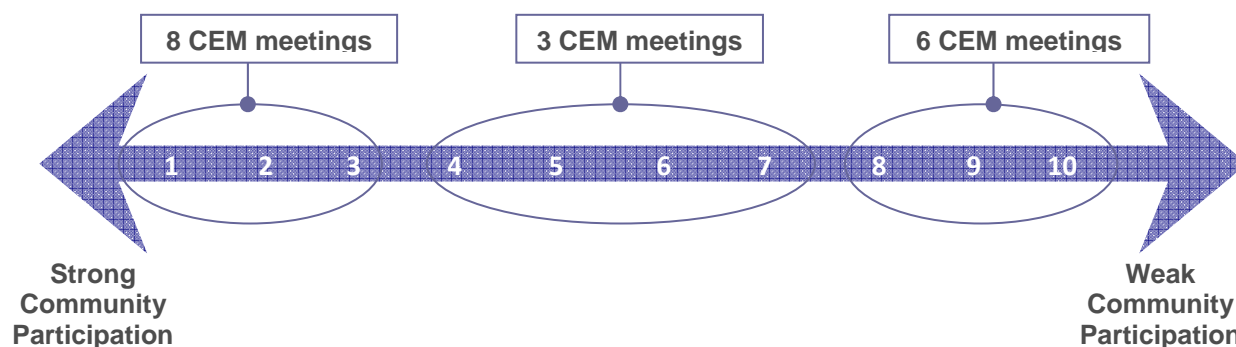 8 CEM meetings
3 CEM meetings
6 CEM meetings
1 2 3 4 5 6 7 8 9 10
Strong
Community
Participation
Weak
Community
Participation